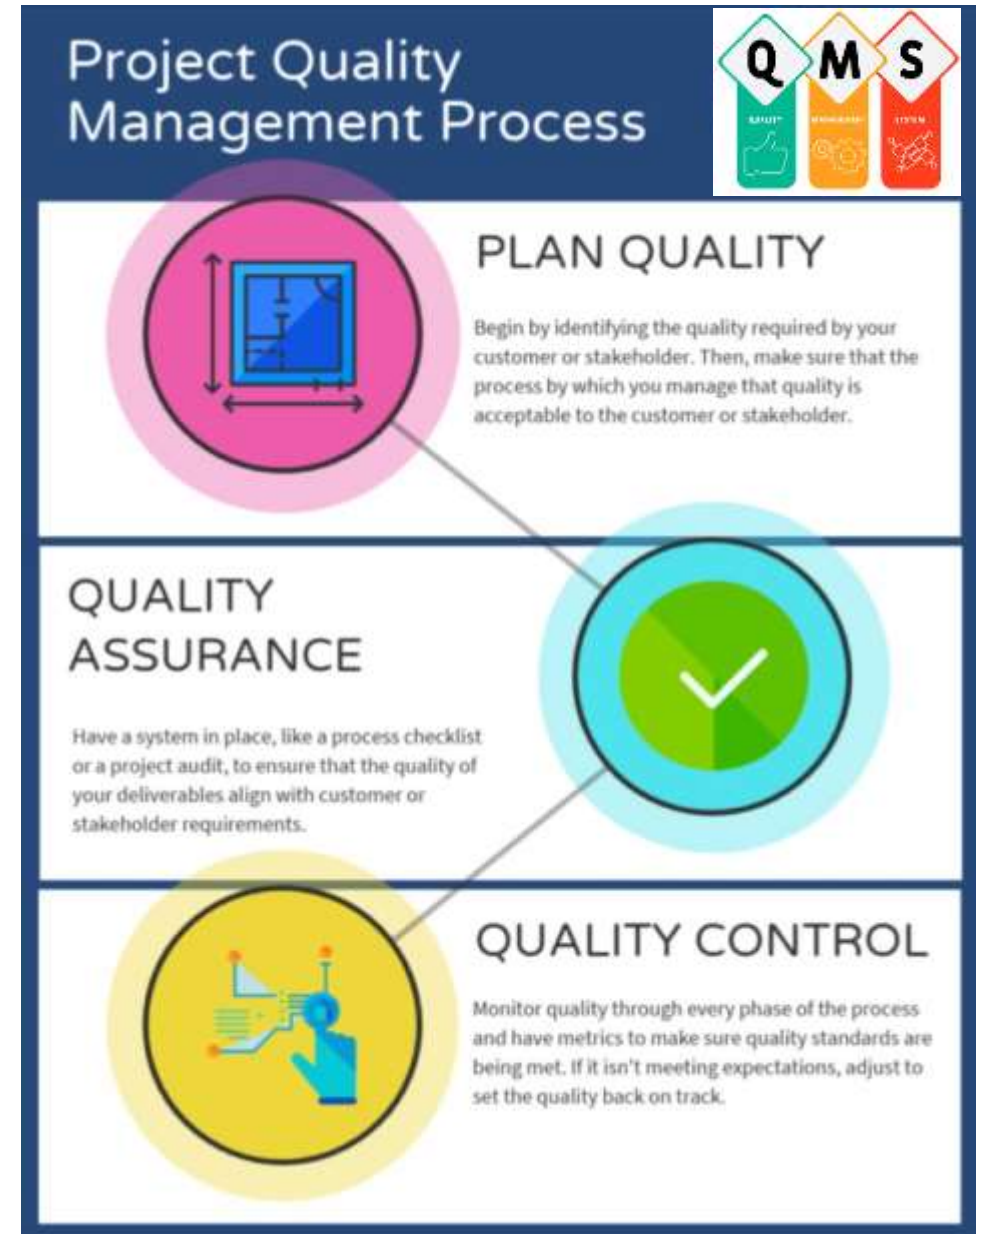 Project Quality
Management Process
Q M S
QUALITY MANAGEMENT SYSTEM
PLAN QUALITY
Begin by identifying the quality required by your
customer or stakeholder. Then, make sure that the
process by which you manage that quality is
acceptable to the customer or stakeholder.
QUALITY
ASSURANCE
Have a system in place, like a process checklist
or a project audit, to ensure that the quality of
your deliverables align with customer or
stakeholder requirements.
QUALITY CONTROL
Monitor quality through every phase of the process
and have metrics to make sure quality standards are
being met. If it isn't meeting expectations, adjust to
set the quality back on track.